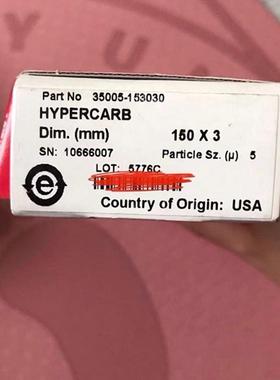 Part No 35005-153030
HYPERCARB
Dim. (mm) 150 X 3
SN: 10666007 Particle Sz. (µ) 5
LOT: 5776C
Country of Origin: USA